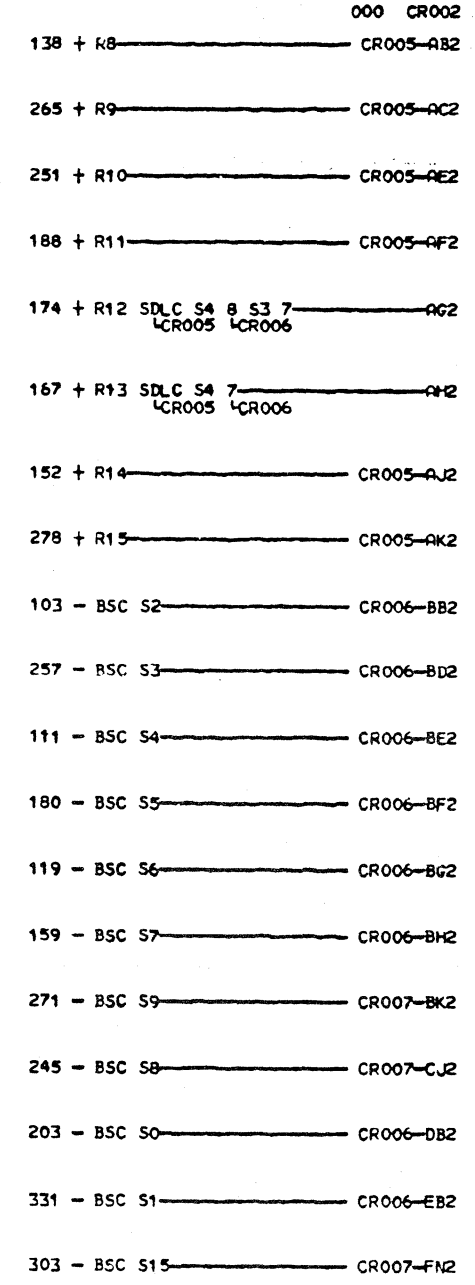 000 CR002
138 + R8 CR005-AB2
265 + R9 CR005-AC2
251 + R10 CR005-AE2
188 + R11 CR005-AF2
174 + R12 SDLC S4 8 S3 7 AG2
CR005 CR006
167 + R13 SDLC S4 7 AH2
CR005 CR006
152 + R14 CR005-AJ2
278 + R15 CR005-AK2
103 - BSC S2 CR006-BB2
257 - BSC S3 CR006-BD2
111 - BSC S4 CR006-BE2
180 - BSC S5 CR006-BF2
119 - BSC S6 CR006-BG2
159 - BSC S7 CR006-BH2
271 - BSC S9 CR007-BK2
245 - BSC S8 CR007-CJ2
203 - BSC S0 CR006-DB2
331 - BSC S1 CR006-EB2
303 - BSC S15 CR007-FN2